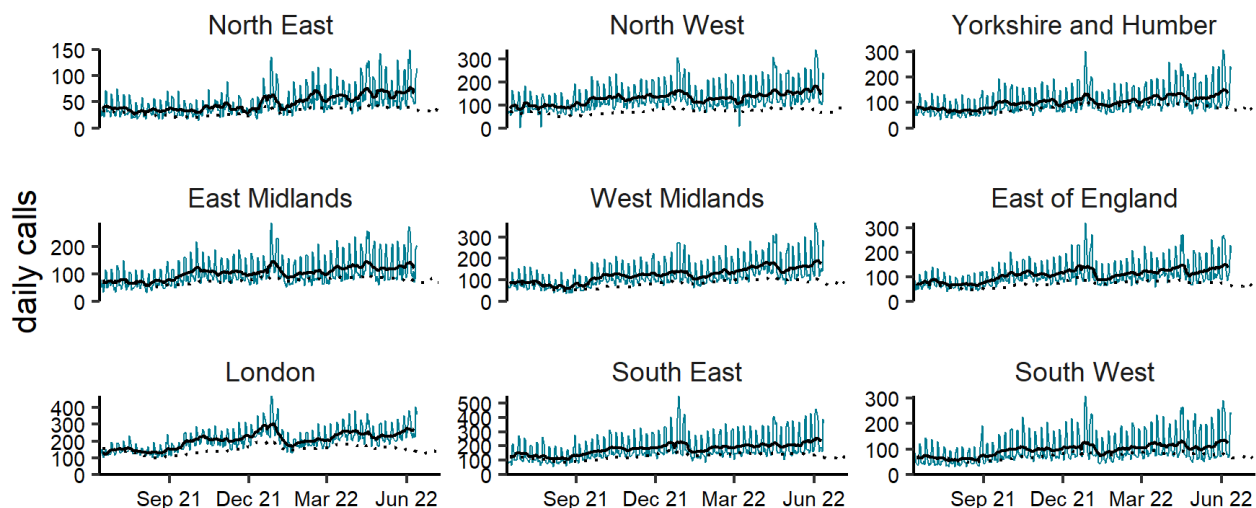 North East
North West
Yorkshire and Humber
150
100
50
0
300
200
100
0
300
200
100
0
daily calls
East Midlands
West Midlands
East of England
200
100
0
300
200
100
0
300
200
100
0
London
South East
South West
400
300
200
100
0
500
400
300
200
100
0
300
200
100
0
Sep 21 Dec 21 Mar 22 Jun 22
Sep 21 Dec 21 Mar 22 Jun 22
Sep 21 Dec 21 Mar 22 Jun 22